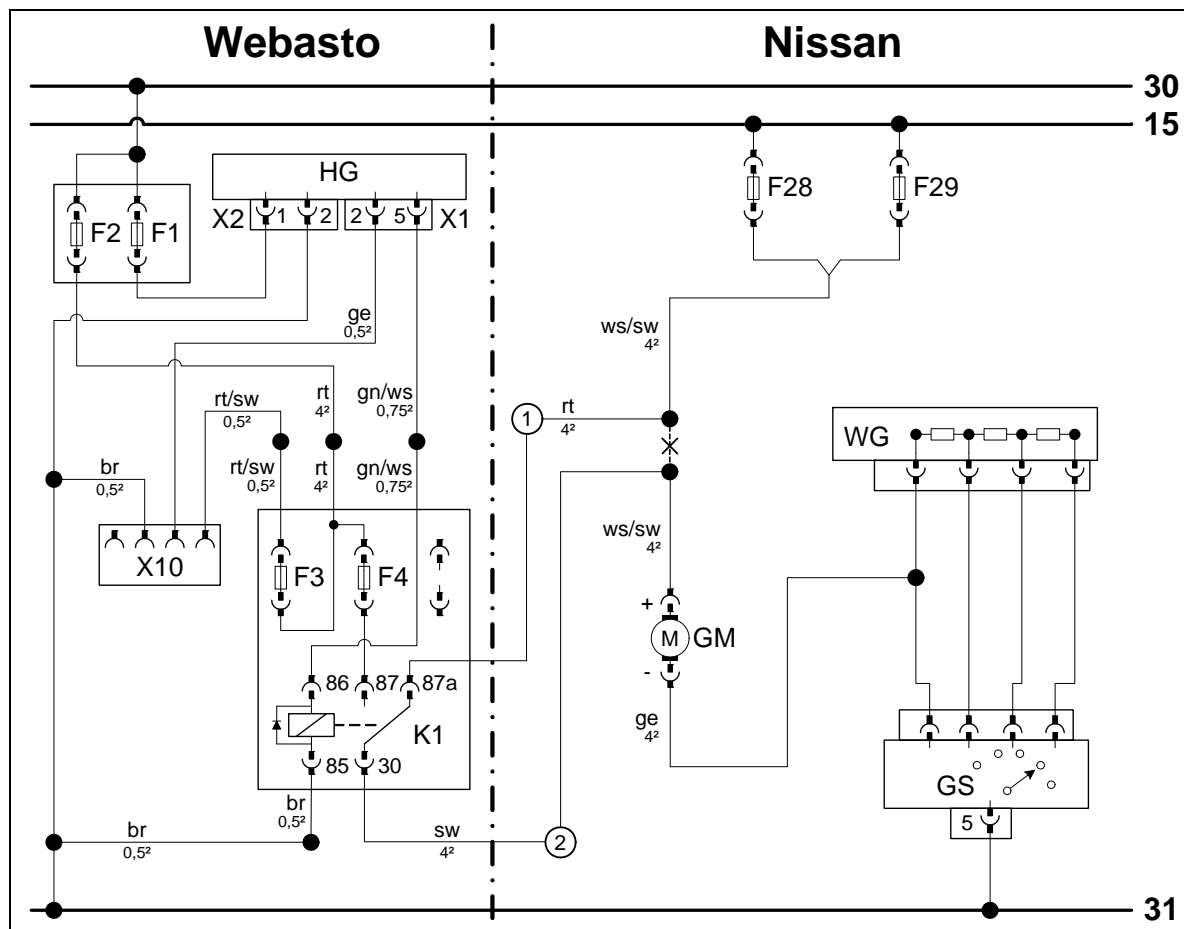 Webasto
Nissan
30
15
HG
F2
F1
X2
1
2
2
5
X1
F28
F29
ge
0,5²
ws/sw
4²
rt/sw
0,5²
rt
4²
gn/ws
0,75²
1
rt
4²
WG
br
0,5²
rt/sw
0,5²
rt
4²
gn/ws
0,75²
X10
F3
F4
ws/sw
4²
+
M
GM
-
86
87
87a
K1
85
30
ge
4²
GS
5
br
0,5²
br
0,5²
sw
4²
2
31